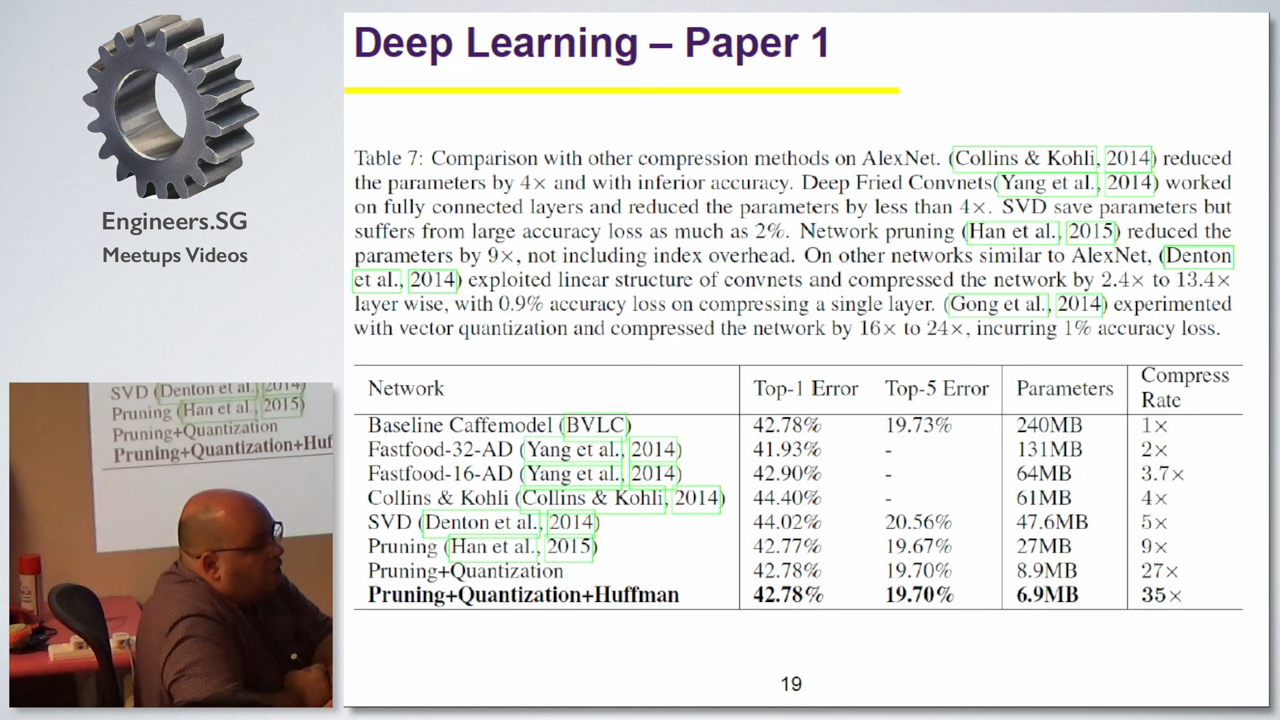 Deep Learning – Paper 1
Engineers.SG
Meetups Videos
Table 7: Comparison with other compression methods on AlexNet. (Collins & Kohli, 2014) reduced
the parameters by 4× and with inferior accuracy. Deep Fried Convnets(Yang et al., 2014) worked
on fully connected layers and reduced the parameters by less than 4×. SVD save parameters but
suffers from large accuracy loss as much as 2%. Network pruning (Han et al., 2015) reduced the
parameters by 9×, not including index overhead. On other networks similar to AlexNet, (Denton
et al., 2014) exploited linear structure of convnets and compressed the network by 2.4× to 13.4×
layer wise, with 0.9% accuracy loss on compressing a single layer. (Gong et al., 2014) experimented
with vector quantization and compressed the network by 16× to 24×, incurring 1% accuracy loss.
Network Top-1 Error Top-5 Error Parameters Compress Rate
Baseline Caffemodel (BVLC) 42.78% 19.73% 240MB 1×
Fastfood-32-AD (Yang et al., 2014) 41.93% - 131MB 2×
Fastfood-16-AD (Yang et al., 2014) 42.90% - 64MB 3.7×
Collins & Kohli (Collins & Kohli, 2014) 44.40% - 61MB 4×
SVD (Denton et al., 2014) 44.02% 20.56% 47.6MB 5×
Pruning (Han et al., 2015) 42.77% 19.67% 27MB 9×
Pruning+Quantization 42.78% 19.70% 8.9MB 27×
Pruning+Quantization+Huffman 42.78% 19.70% 6.9MB 35×
19
SVD (Denton et al., 2014)
Pruning (Han et al., 2015)
Pruning+Quantization
Pruning+Quantization+Huff